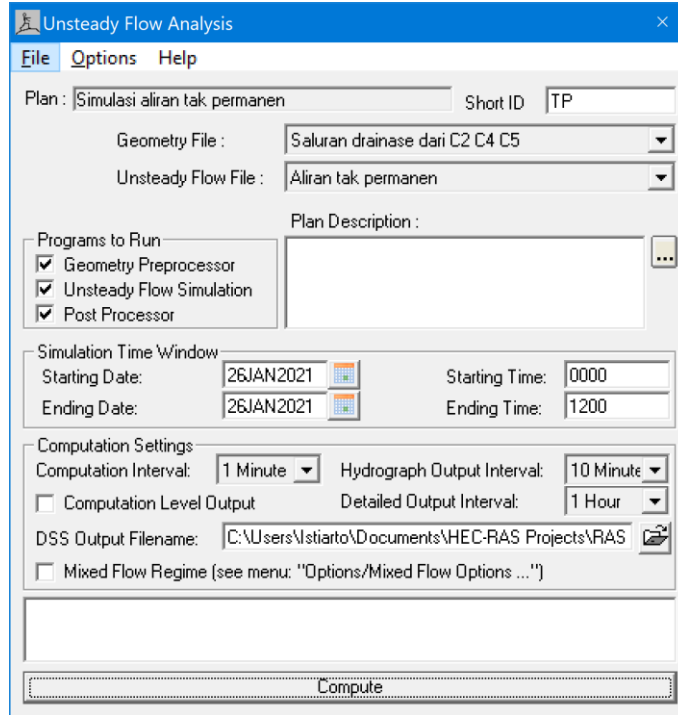 Unsteady Flow Analysis
File Options Help
Plan : Simulasi aliran tak permanen Short ID TP
Geometry File : Saluran drainase dari C2 C4 C5
Unsteady Flow File : Aliran tak permanen
Plan Description :
Programs to Run
Geometry Preprocessor
Unsteady Flow Simulation
Post Processor
...
Simulation Time Window
Starting Date: 26JAN2021 Starting Time: 0000
Ending Date: 26JAN2021 Ending Time: 1200
Computation Settings
Computation Interval: 1 Minute Hydrograph Output Interval: 10 Minute
Computation Level Output Detailed Output Interval: 1 Hour
DSS Output Filename: C:\Users\Istiarto\Documents\HEC-RAS Projects\RAS
Mixed Flow Regime (see menu: "Options/Mixed Flow Options ...")
Compute